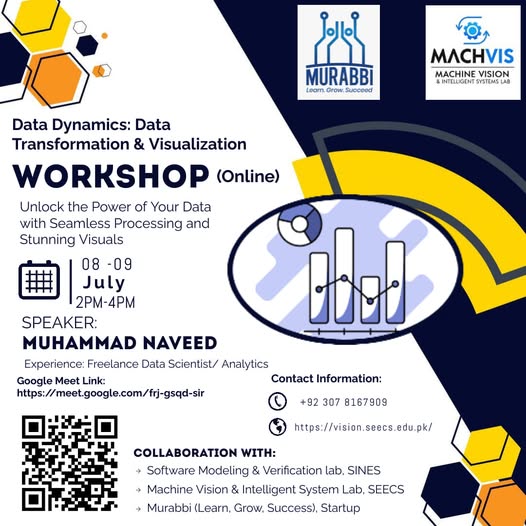 MURABBI
Learn. Grow. Succeed
MACHVIS
MACHINE VISION
& INTELLIGENT SYSTEMS LAB
Data Dynamics: Data
Transformation & Visualization
WORKSHOP (Online)
Unlock the Power of Your Data
with Seamless Processing and
Stunning Visuals
08 -09
July
2PM-4PM
SPEAKER:
MUHAMMAD NAVEED
Experience: Freelance Data Scientist/ Analytics
Google Meet Link:
https://meet.google.com/frj-gsqd-sir
Contact Information:
+92 307 8167909
https://vision.seecs.edu.pk/
COLLABORATION WITH:
Software Modeling & Verification lab, SINES
Machine Vision & Intelligent System Lab, SEECS
Murabbi (Learn, Grow, Success), Startup